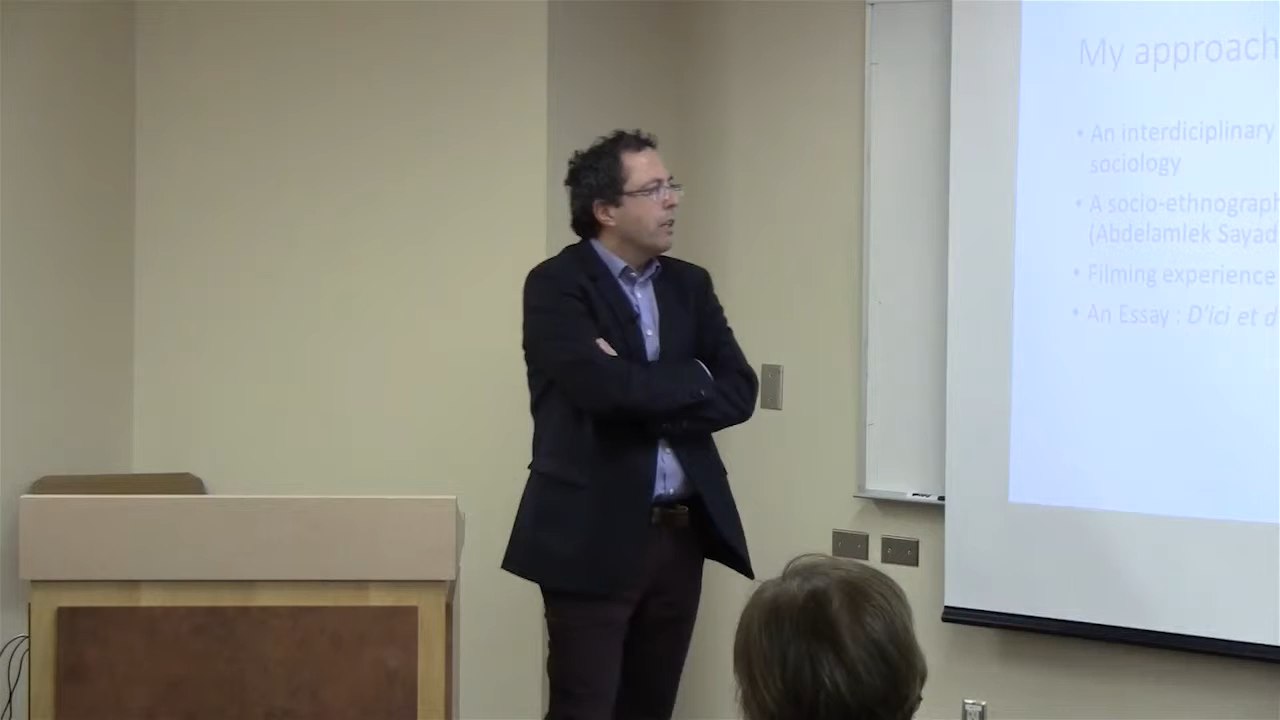 My approach
• An interdiciplinary
sociology
• A socio-ethnograph
(Abdelamlek Sayad
• Filming experience
• An Essay : D'ici et d